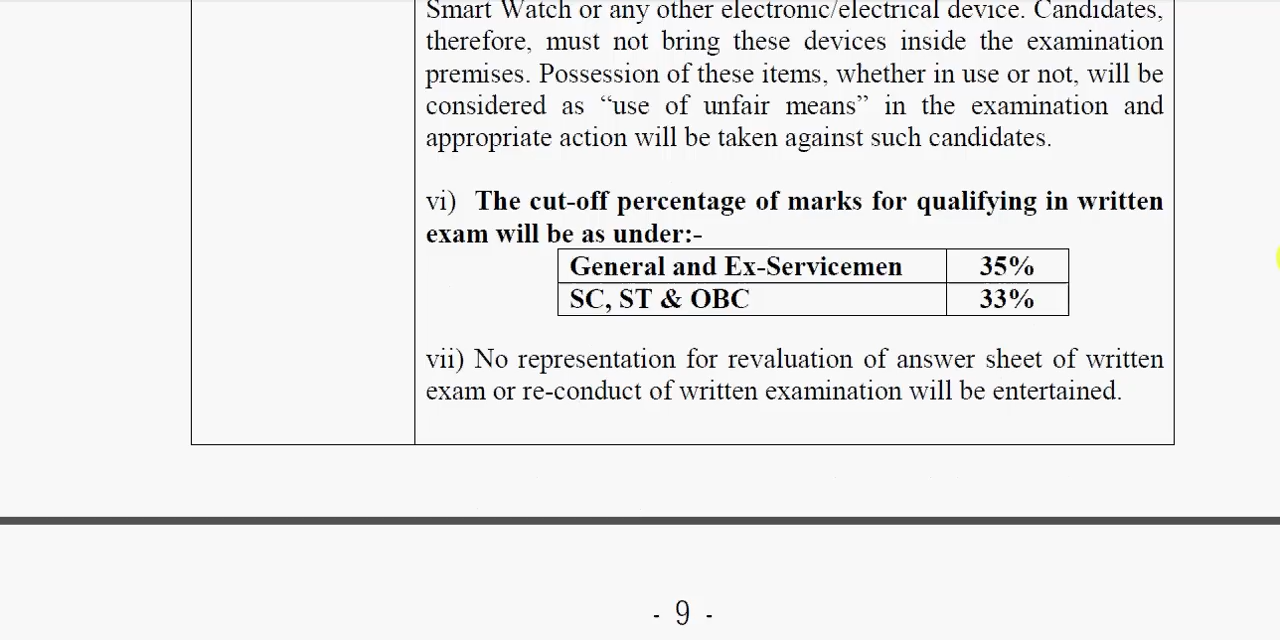 Smart Watch or any other electronic/electrical device. Candidates,
therefore, must not bring these devices inside the examination
premises. Possession of these items, whether in use or not, will be
considered as “use of unfair means” in the examination and
appropriate action will be taken against such candidates.
vi) The cut-off percentage of marks for qualifying in written
exam will be as under:-
General and Ex-Servicemen 35%
SC, ST & OBC 33%
vii) No representation for revaluation of answer sheet of written
exam or re-conduct of written examination will be entertained.
- 9 -